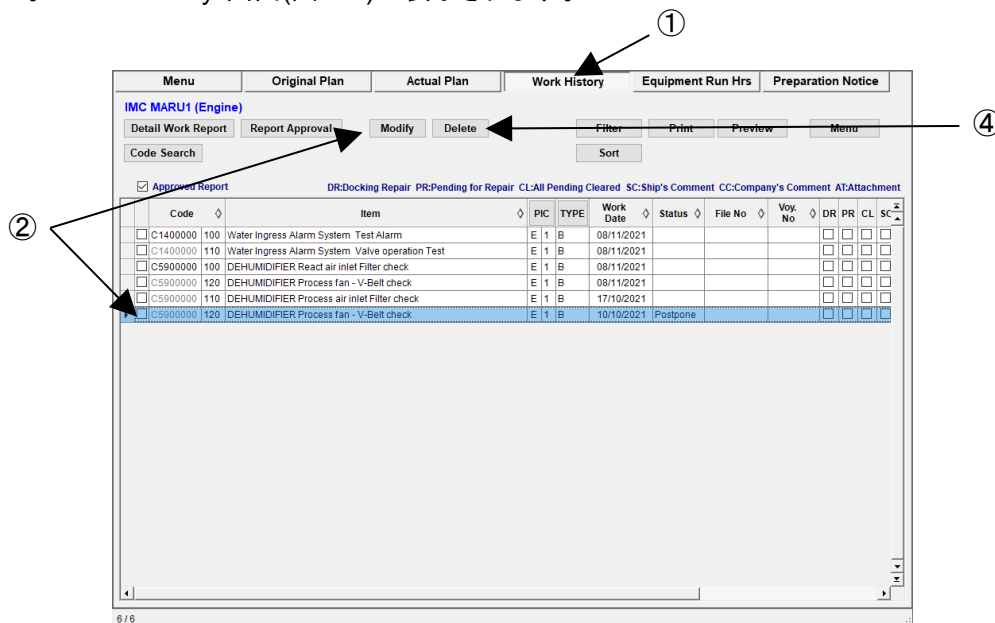 ①
Menu Original Plan Actual Plan Work History Equipment Run Hrs Preparation Notice
IMC MARU1 (Engine)
Detail Work Report Report Approval Modify Delete Filter Print Preview Menu
④
Code Search Sort
Approved Report DR:Docking Repair PR:Pending for Repair CL:All Pending Cleared SC:Ship's Comment CC:Company's Comment AT:Attachment
②
Code Item PIC TYPE Work Date Status File No Voy. No DR PR CL SC
C1400000 100 Water Ingress Alarm System Test Alarm E 1 B 08/11/2021
C1400000 110 Water Ingress Alarm System Valve operation Test E 1 B 08/11/2021
C5900000 100 DEHUMIDIFIER React air inlet Filter check E 1 B 08/11/2021
C5900000 120 DEHUMIDIFIER Process fan - V-Belt check E 1 B 08/11/2021
C5900000 110 DEHUMIDIFIER Process air inlet Filter check E 1 B 17/10/2021
C5900000 120 DEHUMIDIFIER Process fan - V-Belt check E 1 B 10/10/2021 Postpone
6 / 6